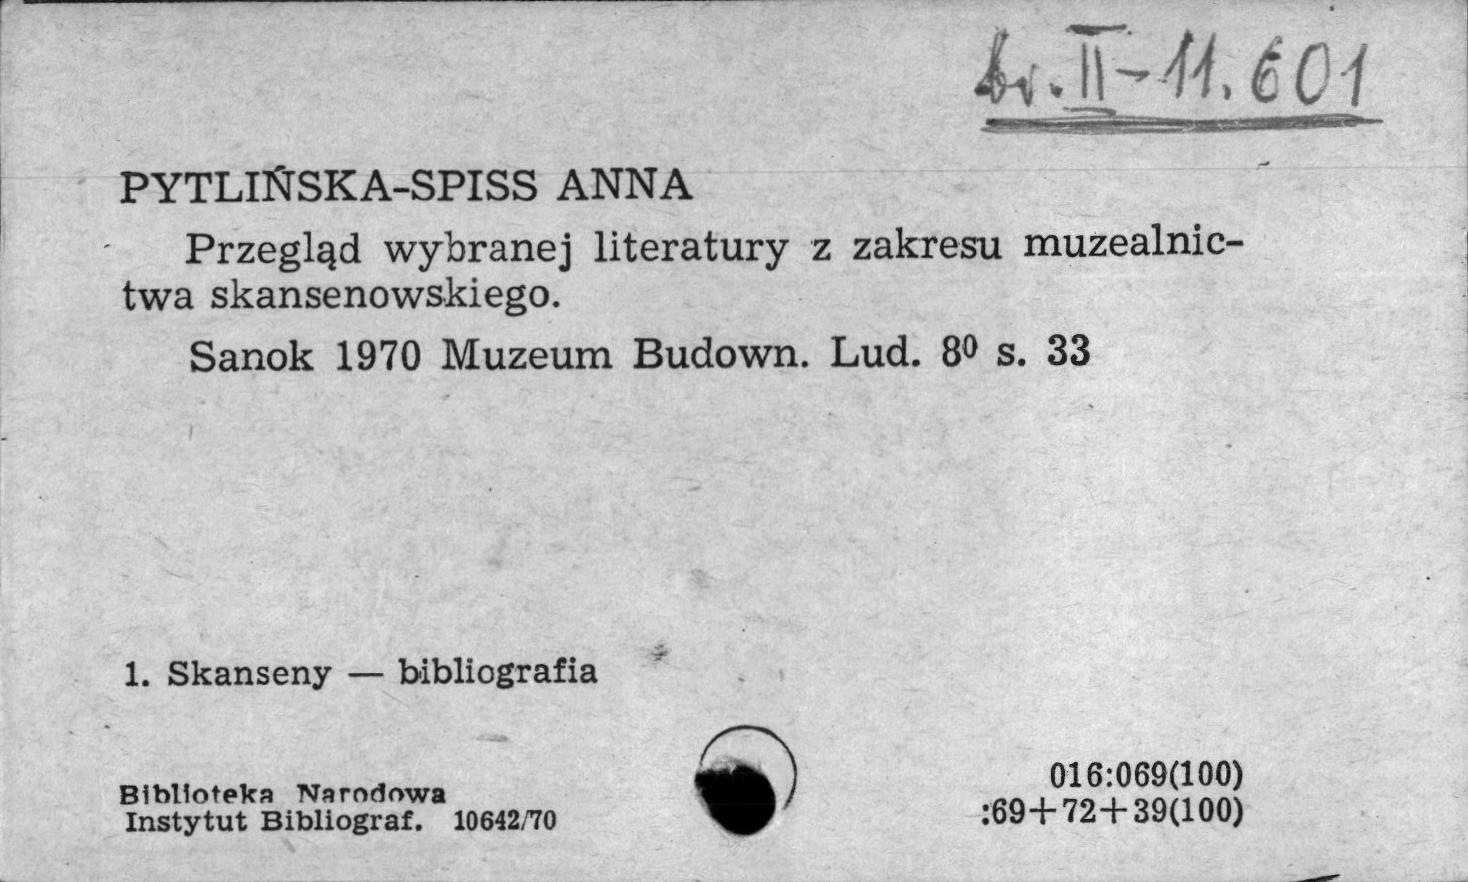 br. II-11.601
PYTLIŃSKA-SPISS ANNA
Przegląd wybranej literatury z zakresu muzealnic-
twa skansenowskiego.
Sanok 1970 Muzeum Budown. Lud. 8⁰ s. 33
1. Skanseny — bibliografia
Biblioteka Narodowa
Instytut Bibliograf. 10642/70
016:069(100)
:69+72+39(100)